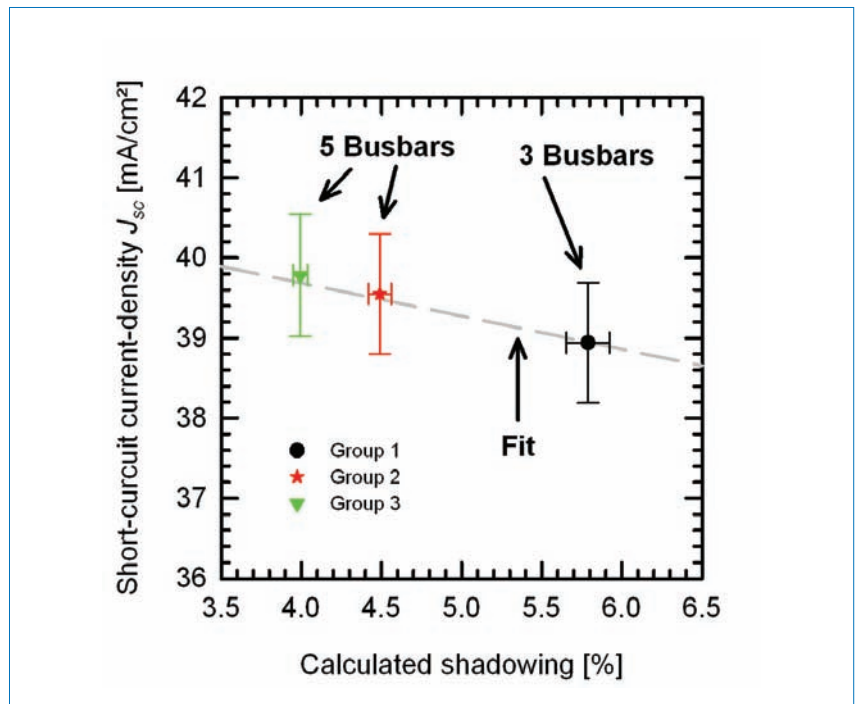 42
41
40
39
38
37
36
3.5 4.0 4.5 5.0 5.5 6.0 6.5
Short-curcuit current-density Jsc [mA/cm²]
Calculated shadowing [%]
5 Busbars
3 Busbars
Fit
Group 1
Group 2
Group 3